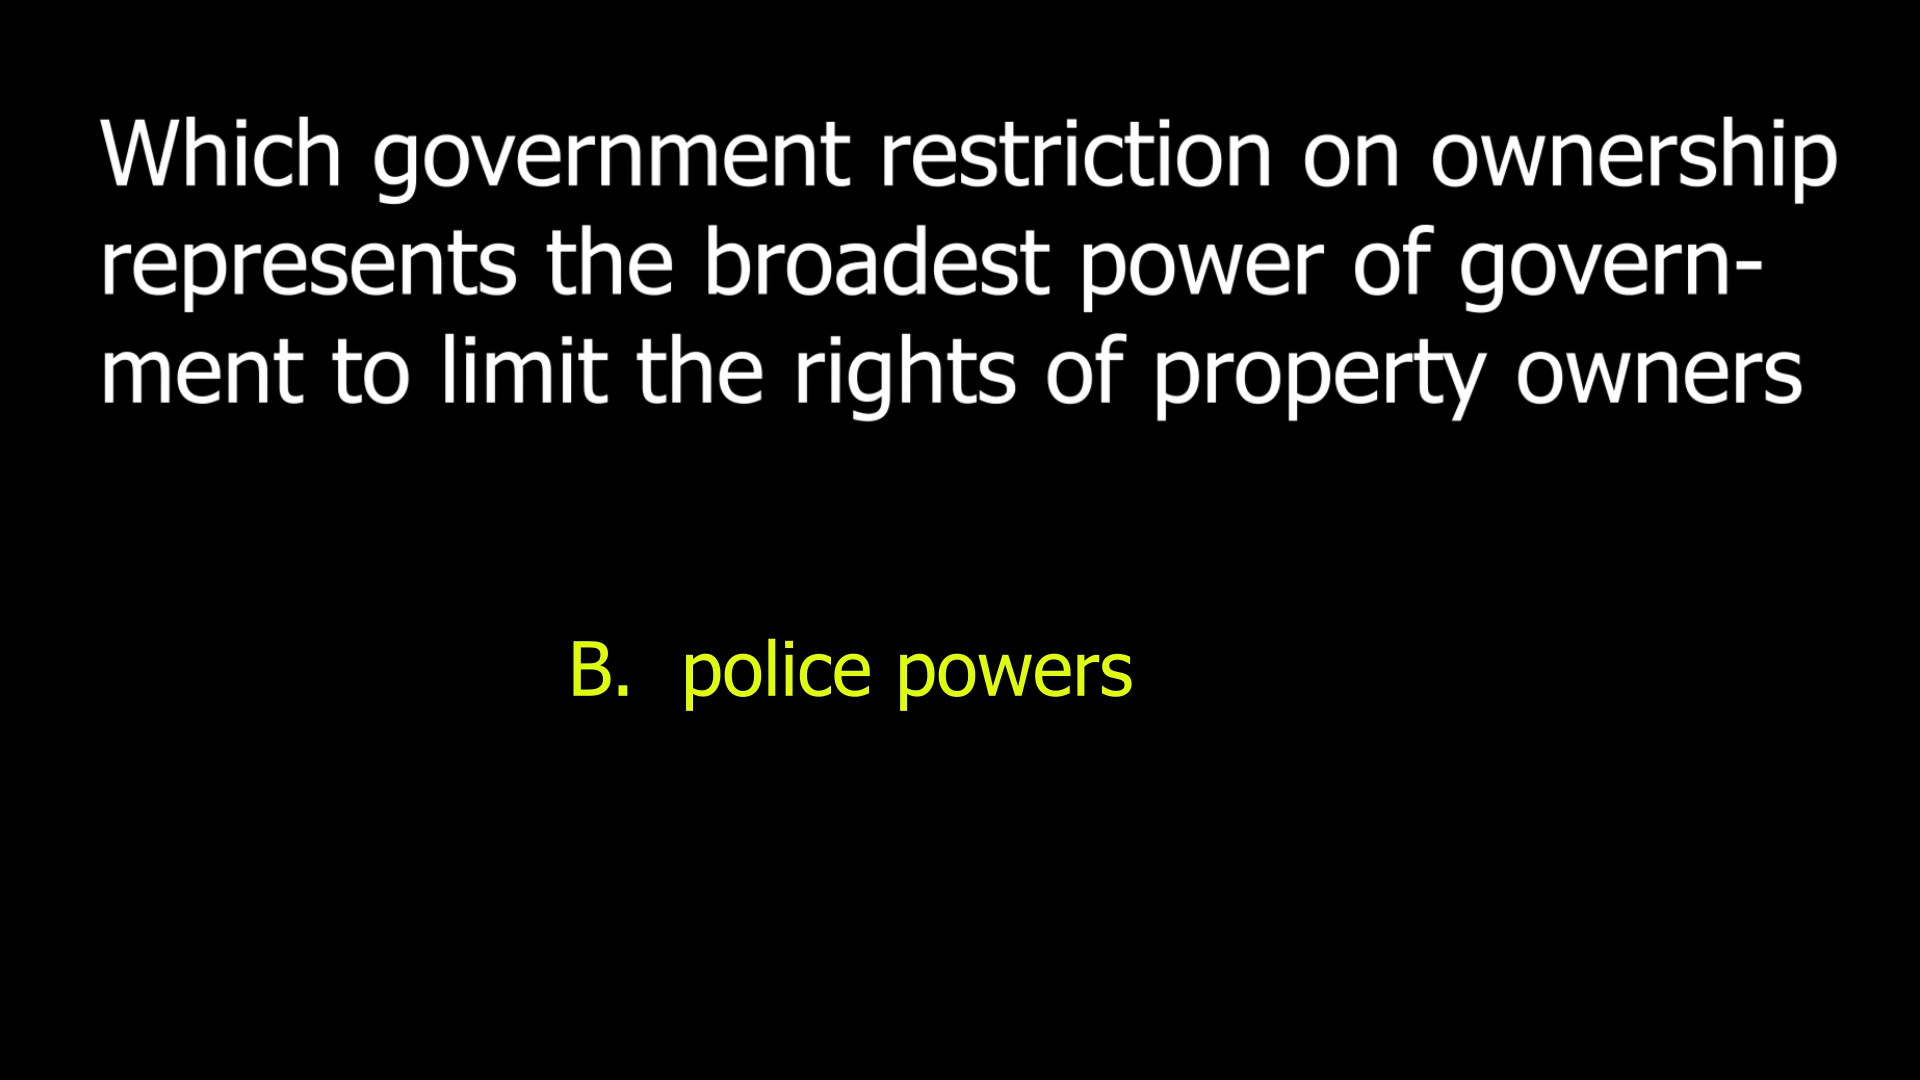 Which government restriction on ownership
represents the broadest power of govern-
ment to limit the rights of property owners
B. police powers